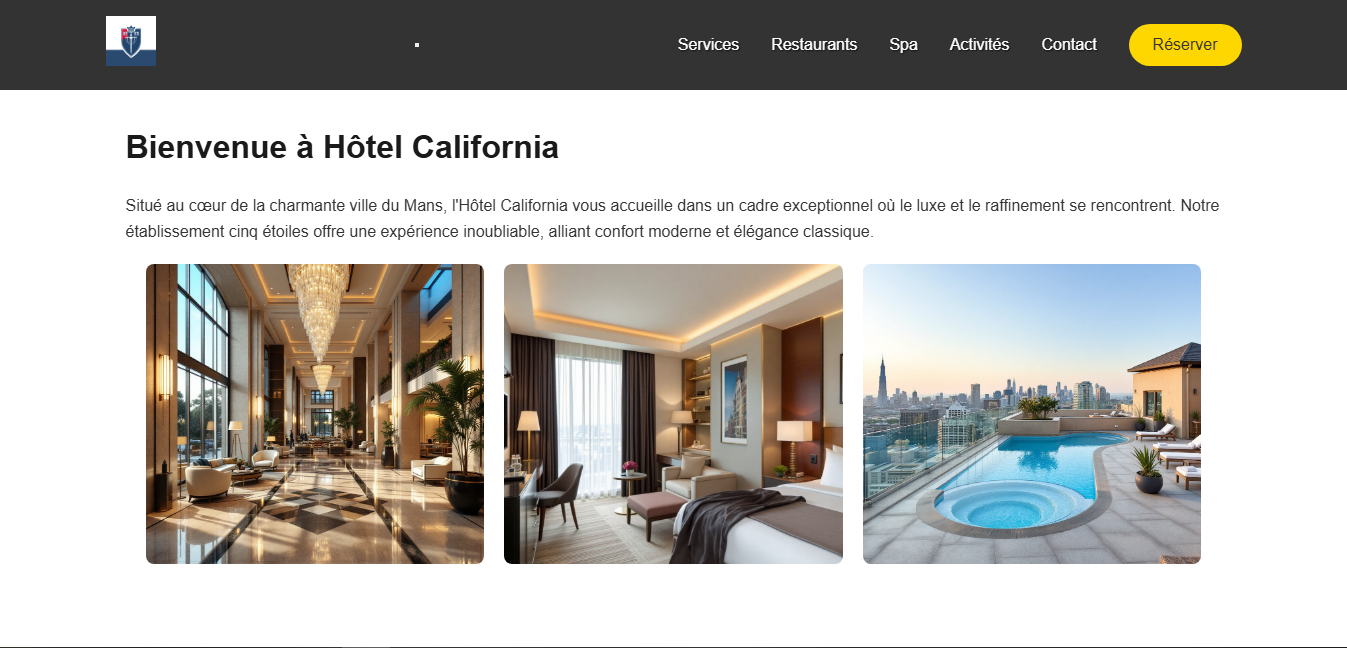 Services Restaurants Spa Activités Contact Réserver
Bienvenue à Hôtel California
Situé au cœur de la charmante ville du Mans, l'Hôtel California vous accueille dans un cadre exceptionnel où le luxe et le raffinement se rencontrent. Notre
établissement cinq étoiles offre une expérience inoubliable, alliant confort moderne et élégance classique.